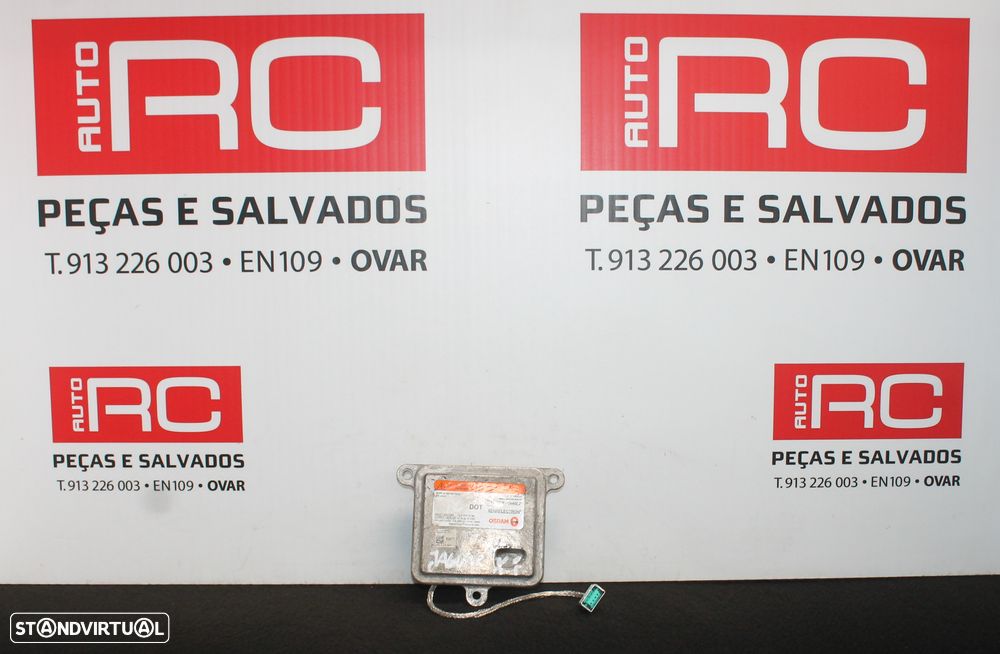 AUTO RC
PEÇAS E SALVADOS
T. 913 226 003 • EN109 • OVAR
AUTO RC
PEÇAS E SALVADOS
T. 913 226 003 • EN109 • OVAR
AUTO RC
PEÇAS E SALVADOS
T. 913 226 003 • EN109 • OVAR
AUTO RC
PEÇAS E SALVADOS
T. 913 226 003 • EN109 • OVAR
DOT
OSRAM
JAGUAR
STANDVIRTUAL